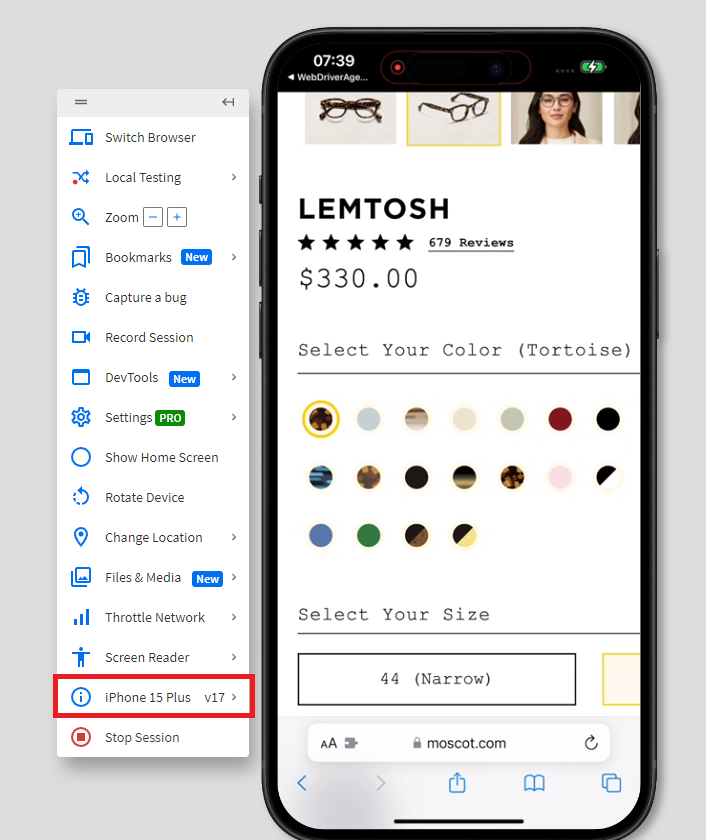 Switch Browser
Local Testing
Zoom − +
Bookmarks New
Capture a bug
Record Session
DevTools New
Settings PRO
Show Home Screen
Rotate Device
Change Location
Files & Media New
Throttle Network
Screen Reader
iPhone 15 Plus v17
Stop Session
07:39
◀ WebDriverAge...
LEMTOSH
679 Reviews
$330.00
Select Your Color (Tortoise)
Select Your Size
44 (Narrow)
AA moscot.com